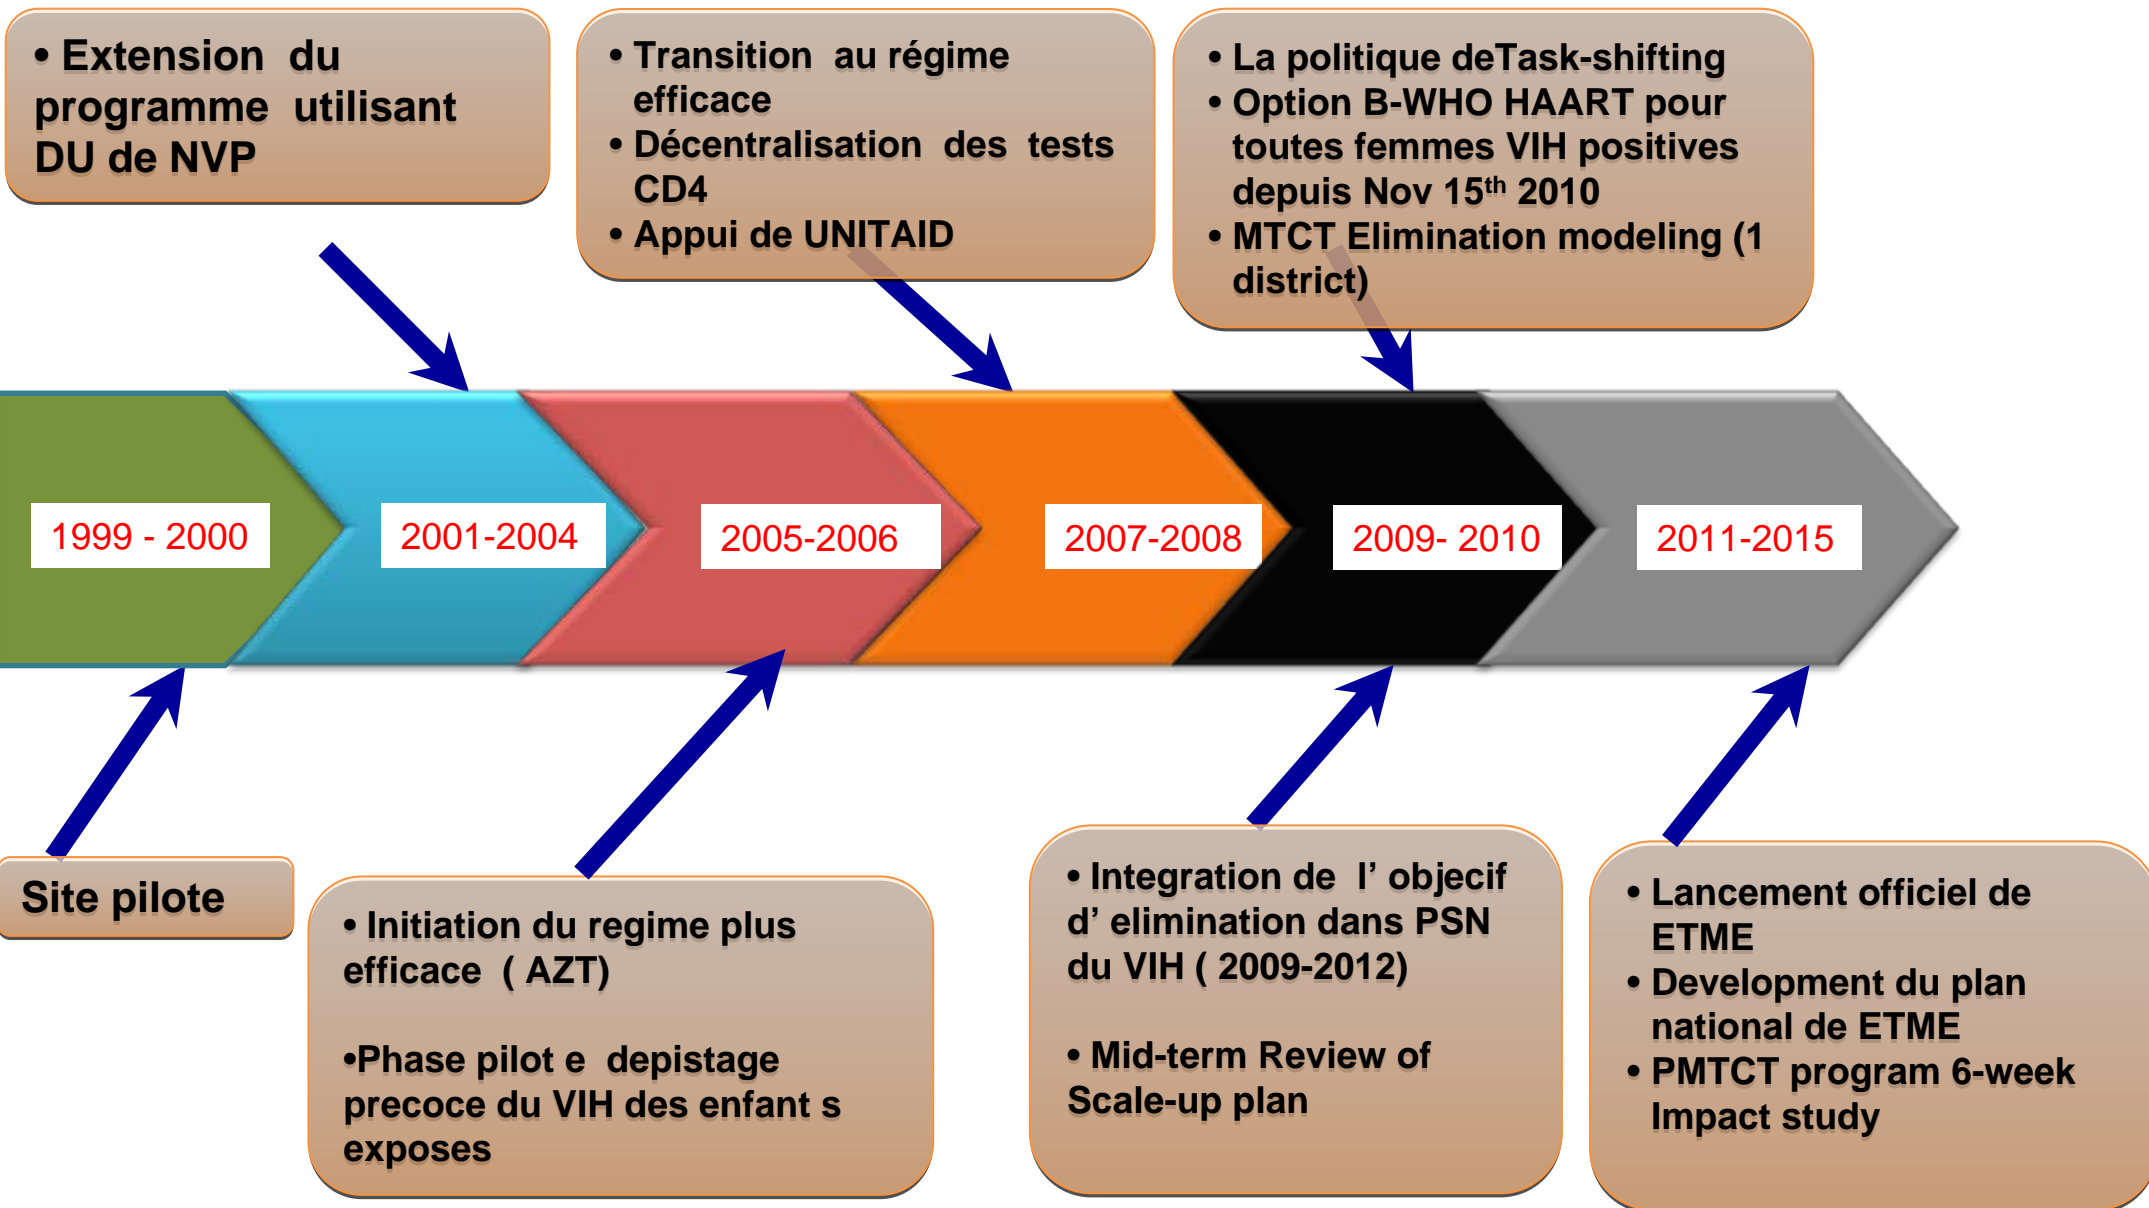 • Extension du
programme utilisant
DU de NVP
• Transition au régime
efficace
• Décentralisation des tests
CD4
• Appui de UNITAID
• La politique deTask-shifting
• Option B-WHO HAART pour
toutes femmes VIH positives
depuis Nov 15th 2010
• MTCT Elimination modeling (1
district)
1999 - 2000
2001-2004
2005-2006
2007-2008
2009- 2010
2011-2015
Site pilote
• Initiation du regime plus
efficace ( AZT)
•Phase pilot e depistage
precoce du VIH des enfant s
exposes
• Integration de l’ objecif
d’ elimination dans PSN
du VIH ( 2009-2012)
• Mid-term Review of
Scale-up plan
• Lancement officiel de
ETME
• Development du plan
national de ETME
• PMTCT program 6-week
Impact study